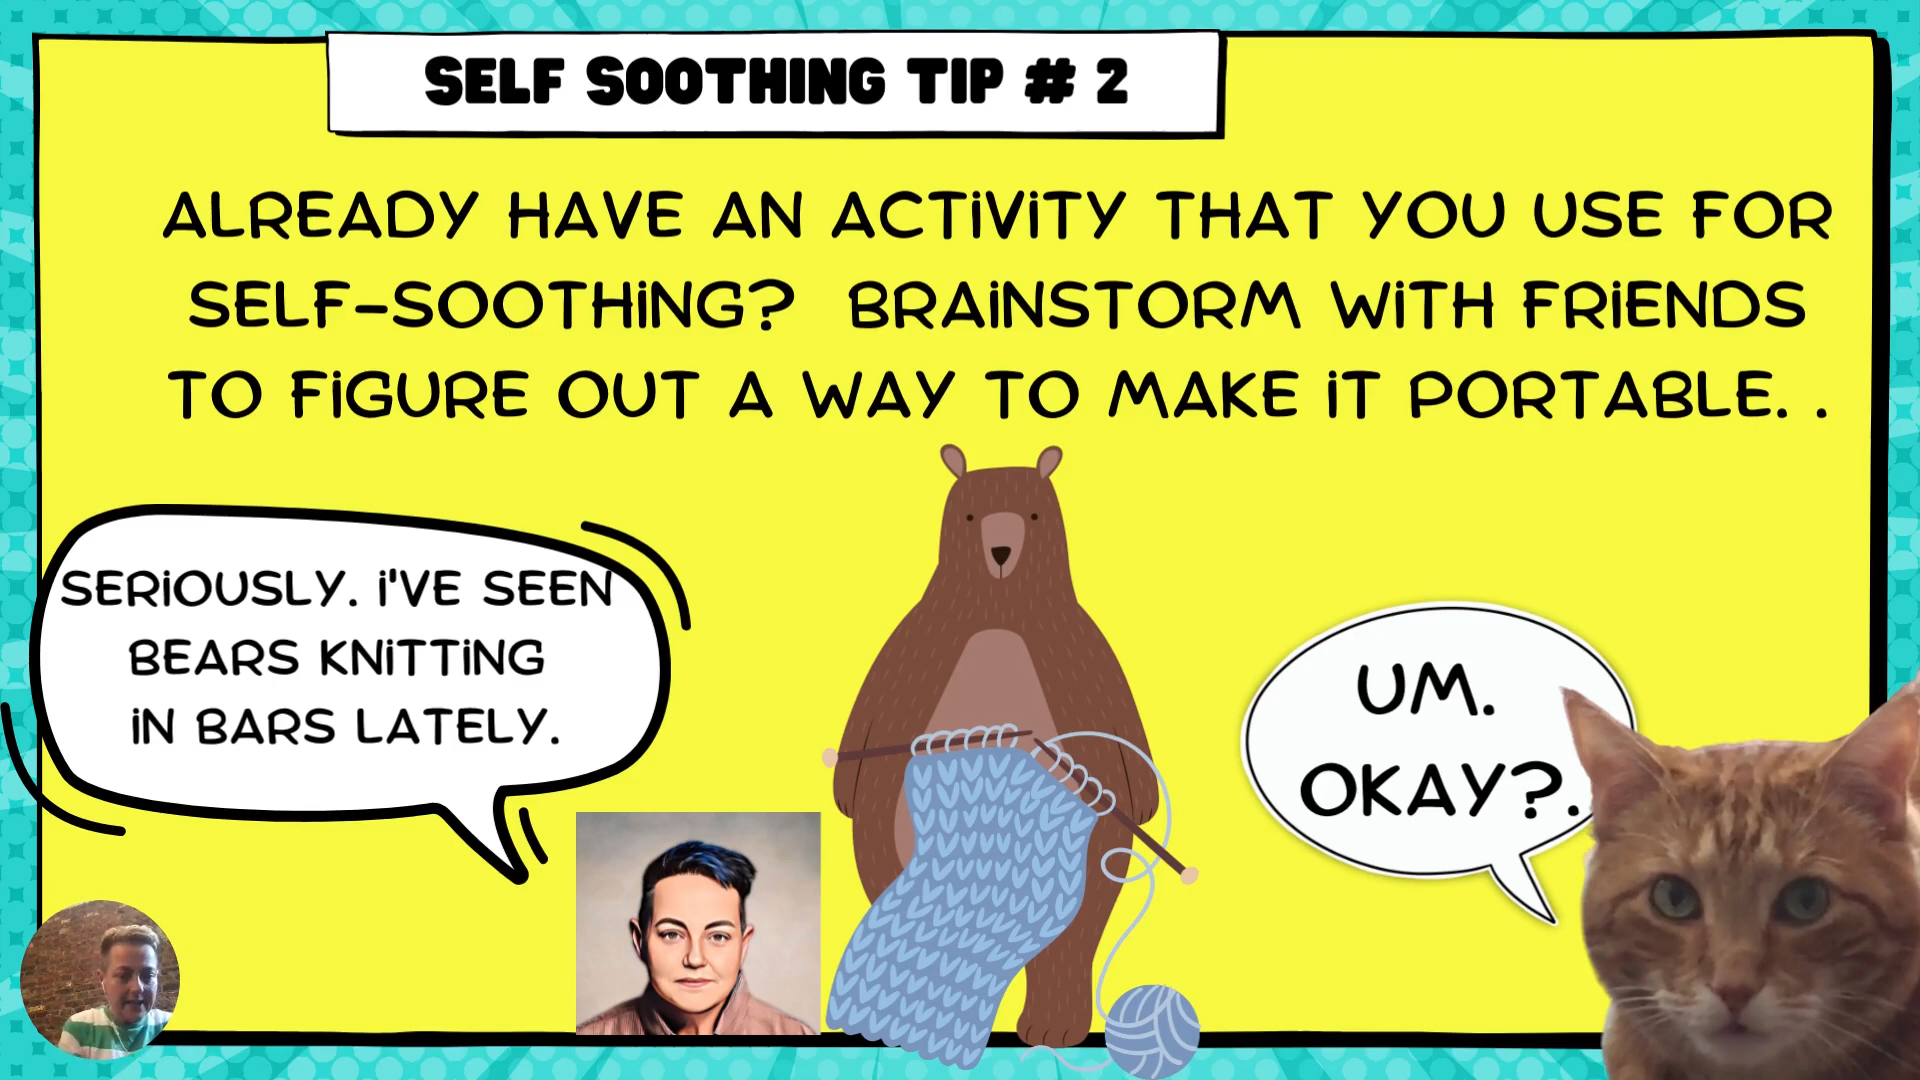 SELF SOOTHING TIP # 2
ALREADY HAVE AN ACTIVITY THAT YOU USE FOR
SELF-SOOTHING? BRAINSTORM WITH FRIENDS
TO FIGURE OUT A WAY TO MAKE IT PORTABLE. .
SERIOUSLY. I'VE SEEN
BEARS KNITTING
IN BARS LATELY.
UM.
OKAY?.